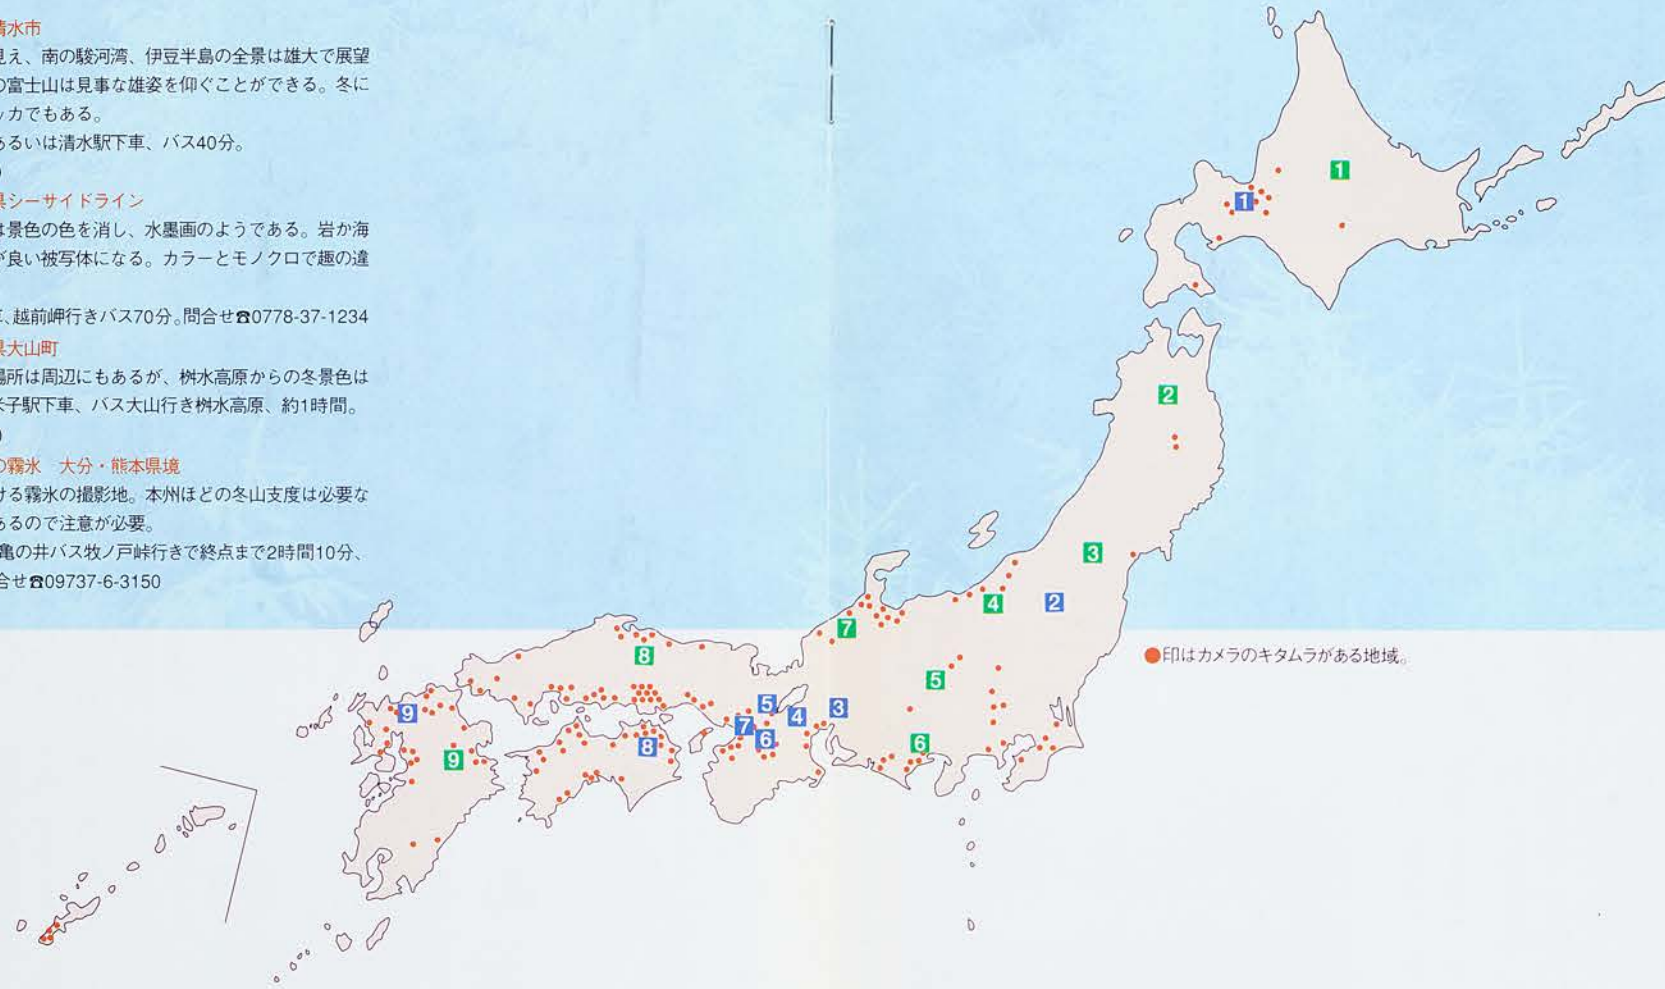 清水市
見え、南の駿河湾、伊豆半島の全景は雄大で展望
の富士山は見事な雄姿を仰ぐことができる。冬に
ッカでもある。
あるいは清水駅下車、バス40分。
)
県シーサイドライン
は景色の色を消し、水墨画のようである。岩か海
が良い被写体になる。カラーとモノクロで趣の違
車、越前岬行きバス70分。問合せ☎0778-37-1234
県大山町
場所は周辺にもあるが、桝水高原からの冬景色は
米子駅下車、バス大山行き桝水高原、約1時間。
)
の霧氷　大分・熊本県境
ける霧氷の撮影地。本州ほどの冬山支度は必要な
あるので注意が必要。
亀の井バス牧ノ戸峠行きで終点まで2時間10分、
合せ☎09737-6-3150
1
1
2
3
4
2
7
8
●印はカメラのキタムラがある地域。
5
5
3
4
9
7
6
6
8
9